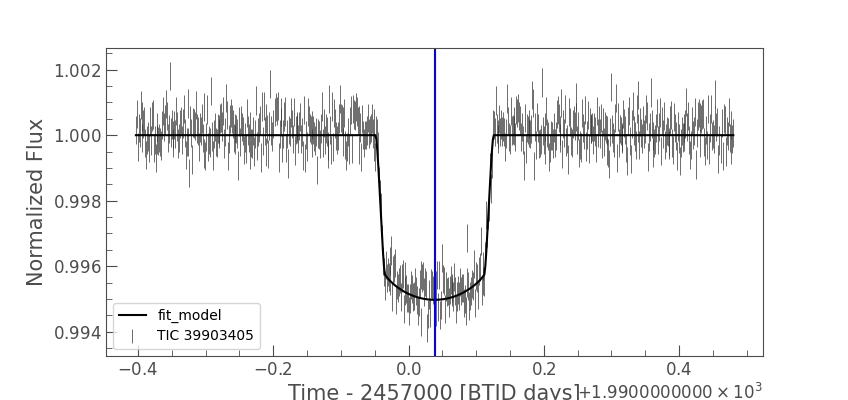 1.002
1.000
0.998
0.996
0.994
Normalized Flux
fit_model
TIC 39903405
−0.4 −0.2 0.0 0.2 0.4
Time - 2457000 [BTJD days]
+1.9900000000 × 10³